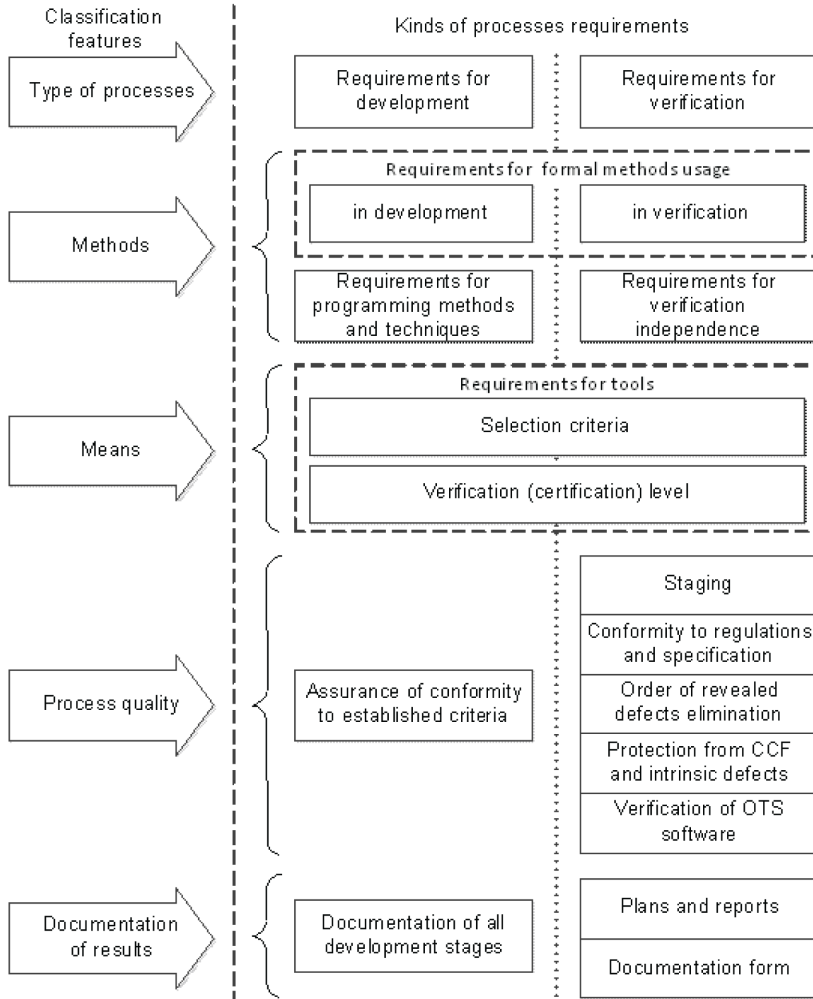 Classification
features
Kinds of processes requirements
Type of processes
Requirements for
development
Requirements for
verification
Methods
Requirements for formal methods usage
in development
in verification
Requirements for
programming methods
and techniques
Requirements for
verification
independence
Means
Requirements for tools
Selection criteria
Verification (certification) level
Process quality
Assurance of conformity
to established criteria
Staging
Conformity to regulations
and specification
Order of revealed
defects elimination
Protection from CCF
and intrinsic defects
Verification of OTS
software
Documentation
of results
Documentation of all
development stages
Plans and reports
Documentation form